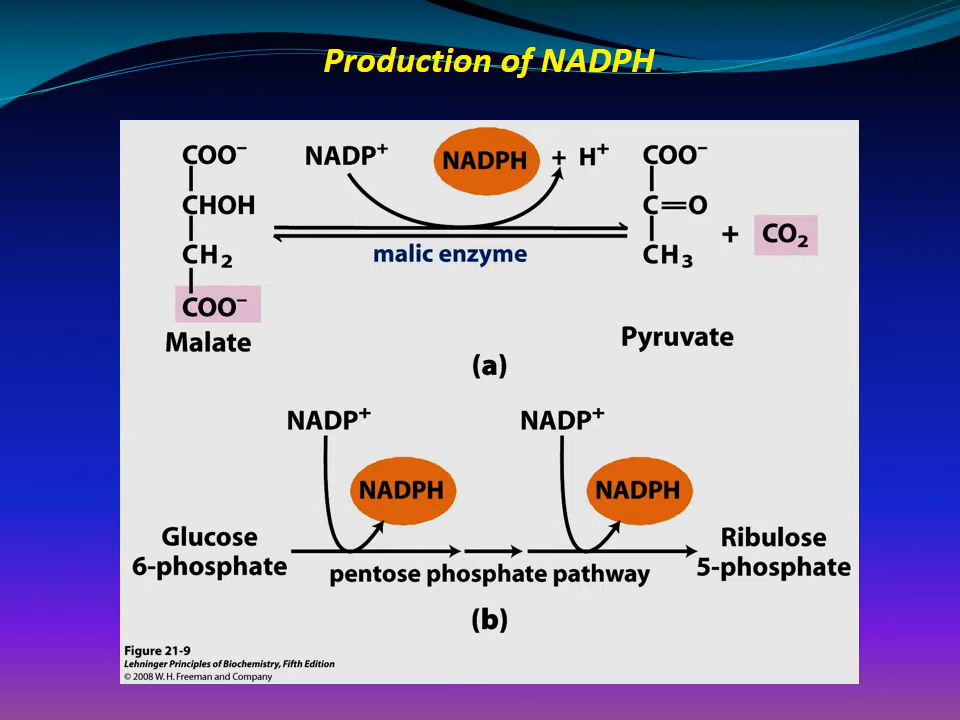 Production of NADPH
COO⁻
CHOH
CH₂
COO⁻
Malate
NADP⁺
NADPH + H⁺
malic enzyme
COO⁻
C=O
CH₃
+ CO₂
Pyruvate
(a)
NADP⁺
NADP⁺
NADPH
NADPH
Glucose
6-phosphate
pentose phosphate pathway
Ribulose
5-phosphate
(b)
Figure 21-9
Lehninger Principles of Biochemistry, Fifth Edition
© 2008 W. H. Freeman and Company